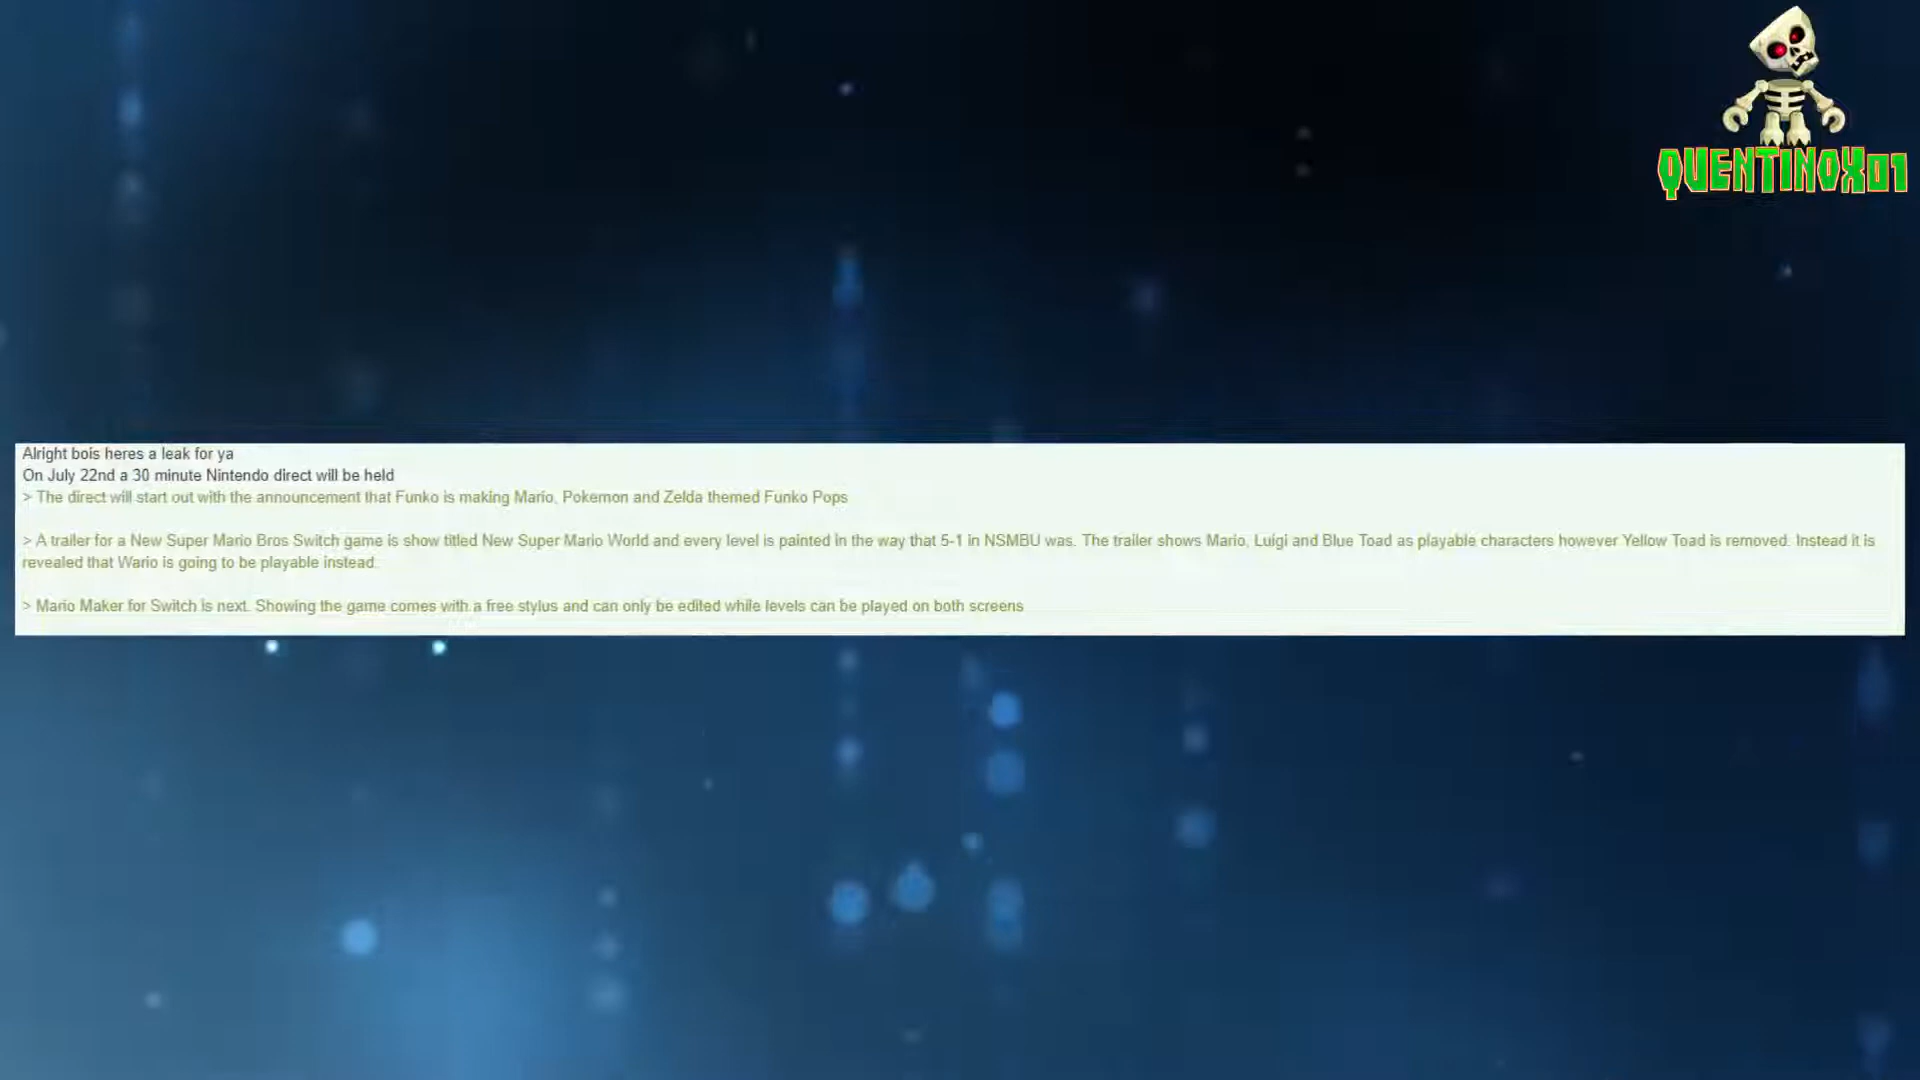 QUENTINOX01
Alright bois heres a leak for ya
On July 22nd a 30 minute Nintendo direct will be held
> The direct will start out with the announcement that Funko is making Mario, Pokemon and Zelda themed Funko Pops
> A trailer for a New Super Mario Bros Switch game is show titled New Super Mario World and every level is painted in the way that 5-1 in NSMBU was. The trailer shows Mario, Luigi and Blue Toad as playable characters however Yellow Toad is removed. Instead it is
revealed that Wario is going to be playable instead.
> Mario Maker for Switch is next. Showing the game comes with a free stylus and can only be edited while levels can be played on both screens